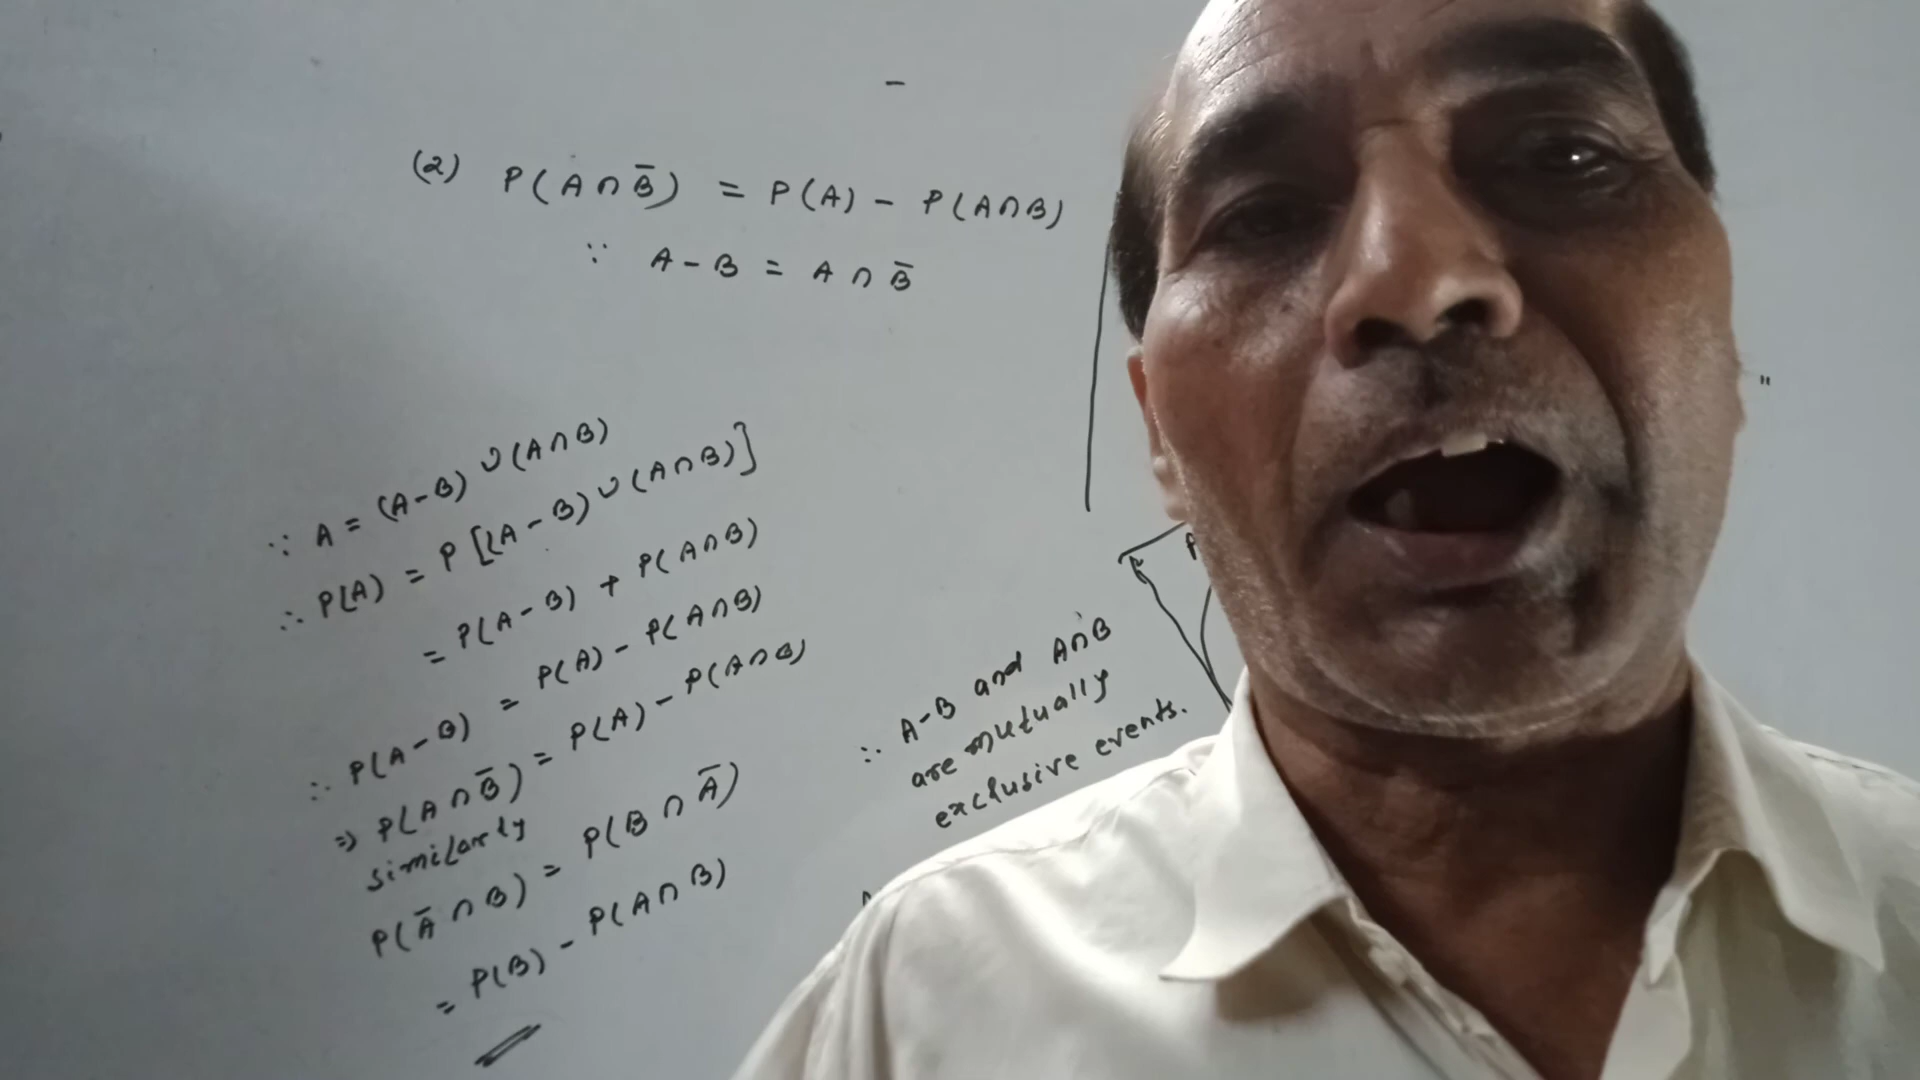 (2) P(A∩B̅) = P(A) - P(A∩B)
∵ A - B = A ∩ B̅
∵ A = (A-B) ∪ (A∩B)
∴ P(A) = P[(A-B) ∪ (A∩B)]
= P(A-B) + P(A∩B)
∴ P(A-B) = P(A) - P(A∩B)
⇒ P(A∩B̅) = P(A) - P(A∩B)
similarly
P(A̅∩B) = P(B∩A̅)
= P(B) - P(A∩B)
∵ A-B and A∩B
are mutually
exclusive events.